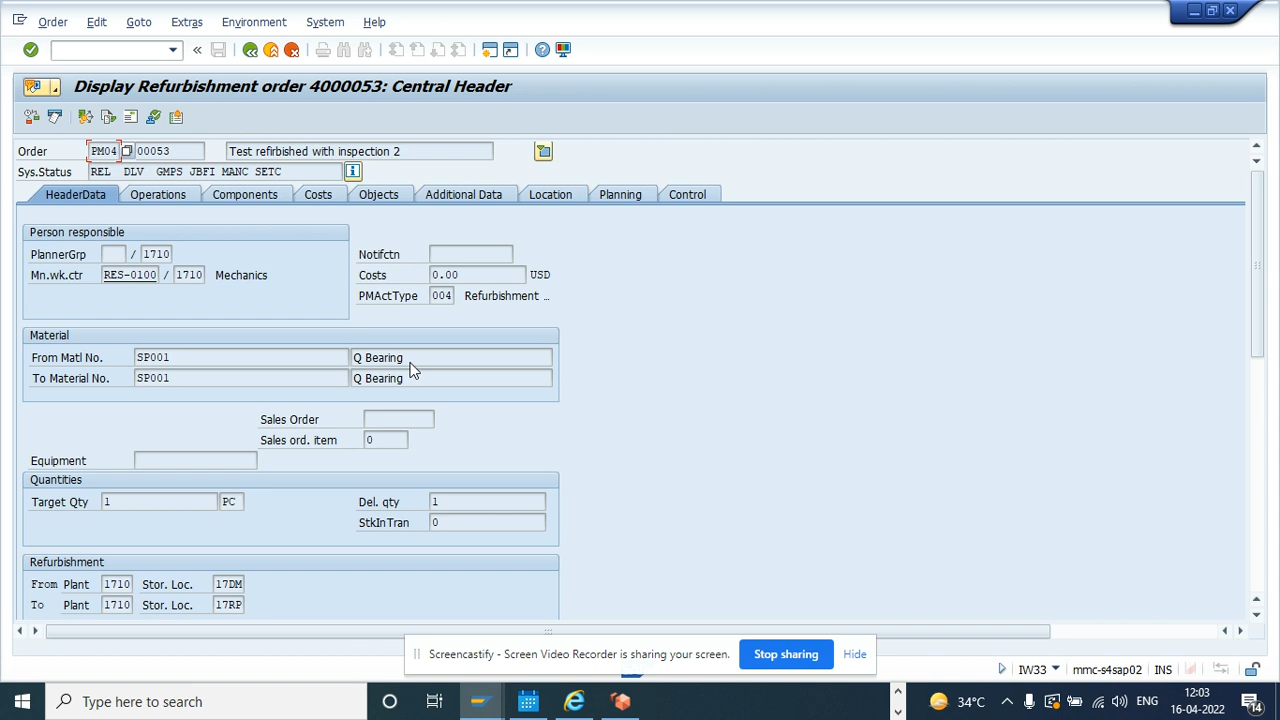 Order Edit Goto Extras Environment System Help
Display Refurbishment order 4000053: Central Header
Order PM04 00053 Test refirbished with inspection 2
Sys.Status REL DLV GMPS JBFI MANC SETC
HeaderData Operations Components Costs Objects Additional Data Location Planning Control
Person responsible
PlannerGrp / 1710 Notifctn
Mn.wk.ctr RES-0100 / 1710 Mechanics Costs 0.00 USD
PMActType 004 Refurbishment ...
Material
From Matl No. SP001 Q Bearing
To Material No. SP001 Q Bearing
Sales Order
Sales ord. item 0
Equipment
Quantities
Target Qty 1 PC Del. qty 1
StkInTran 0
Refurbishment
From Plant 1710 Stor. Loc. 17DM
To Plant 1710 Stor. Loc. 17RP
Screencastify - Screen Video Recorder is sharing your screen. Stop sharing Hide
IW33 mmc-s4sap02 INS
Type here to search 34°C ENG 12:03
16-04-2022 14